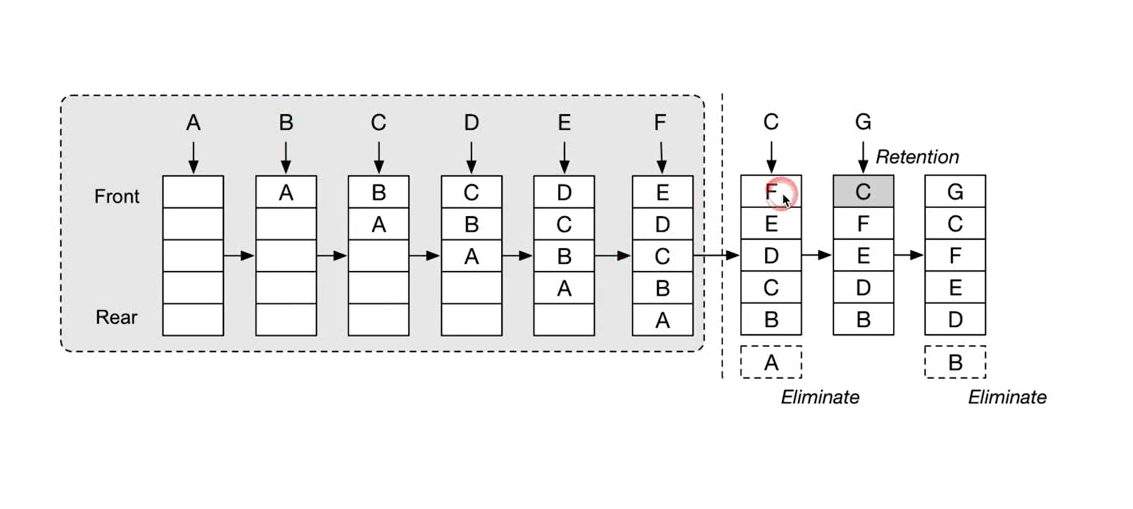 A B C D E F C G
Retention
Front A B C D E F C G
A B C D E F C
A B C D E F
A B C D E
Rear A B B D
A B
Eliminate Eliminate